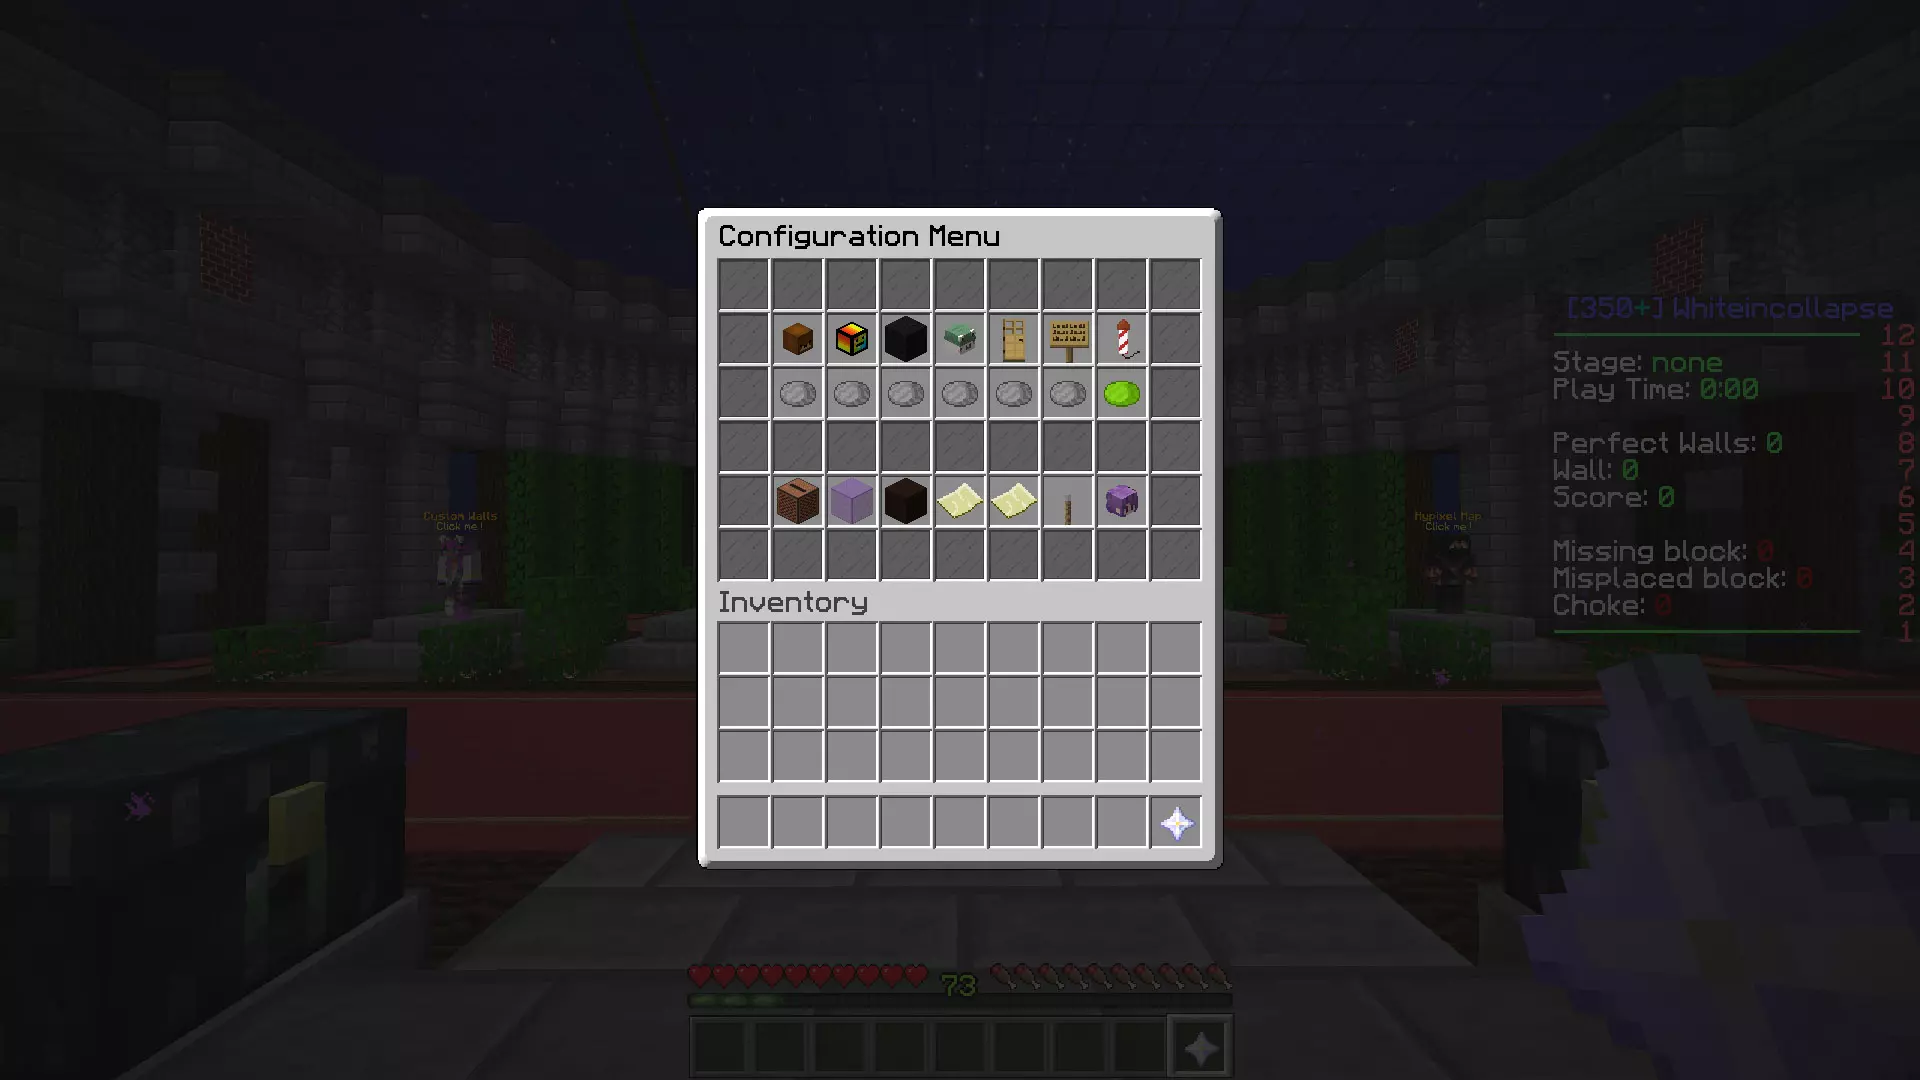 Configuration Menu
Inventory
Custom Walls
Click me!
Hypixel Map
Click me!
[350+] Whiteincollapse
12
Stage: none
11
Play Time: 0:00
10
9
Perfect Walls: 0
8
Wall: 0
7
Score: 0
6
5
Missing block: 0
4
Misplaced block: 0
3
Choke: 0
2
1
73